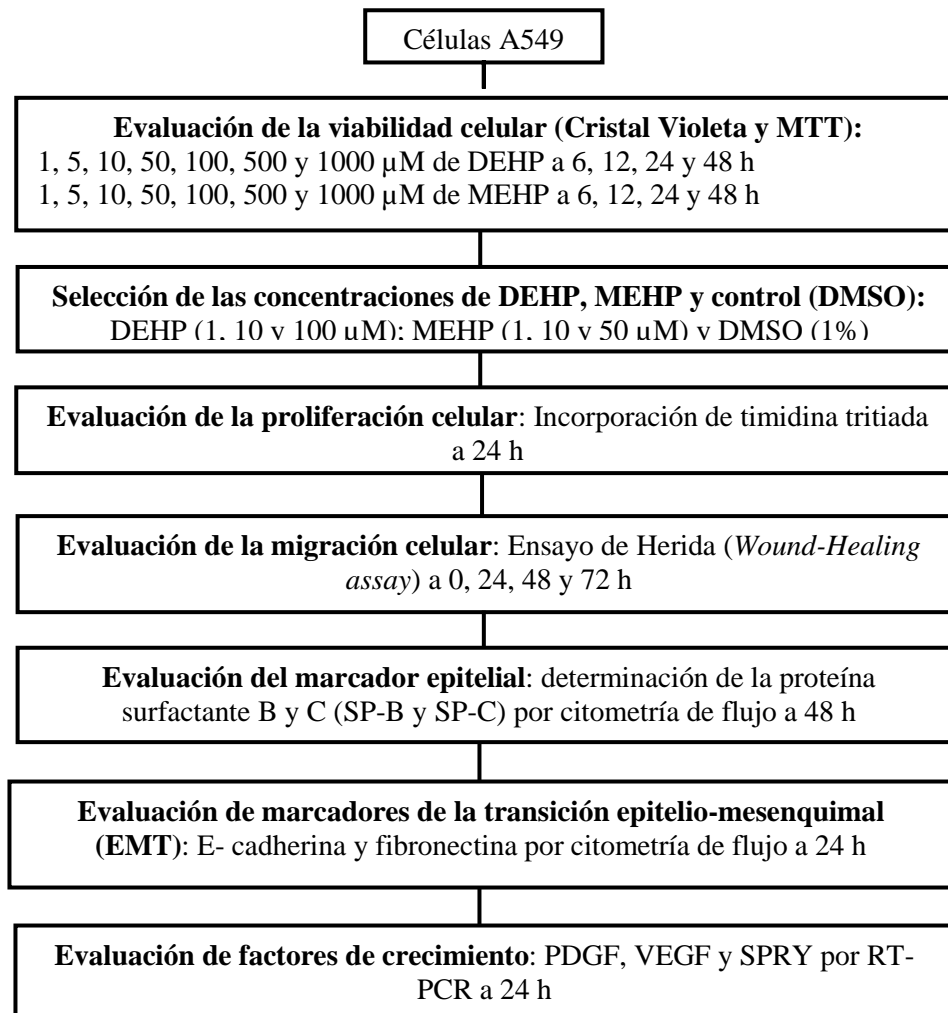 Células A549
Evaluación de la viabilidad celular (Cristal Violeta y MTT):
1, 5, 10, 50, 100, 500 y 1000 µM de DEHP a 6, 12, 24 y 48 h
1, 5, 10, 50, 100, 500 y 1000 µM de MEHP a 6, 12, 24 y 48 h
Selección de las concentraciones de DEHP, MEHP y control (DMSO):
DEHP (1, 10 y 100 µM); MEHP (1, 10 y 50 µM) y DMSO (1%)
Evaluación de la proliferación celular: Incorporación de timidina tritiada
a 24 h
Evaluación de la migración celular: Ensayo de Herida (Wound-Healing
assay) a 0, 24, 48 y 72 h
Evaluación del marcador epitelial: determinación de la proteína
surfactante B y C (SP-B y SP-C) por citometría de flujo a 48 h
Evaluación de marcadores de la transición epitelio-mesenquimal
(EMT): E- cadherina y fibronectina por citometría de flujo a 24 h
Evaluación de factores de crecimiento: PDGF, VEGF y SPRY por RT-
PCR a 24 h